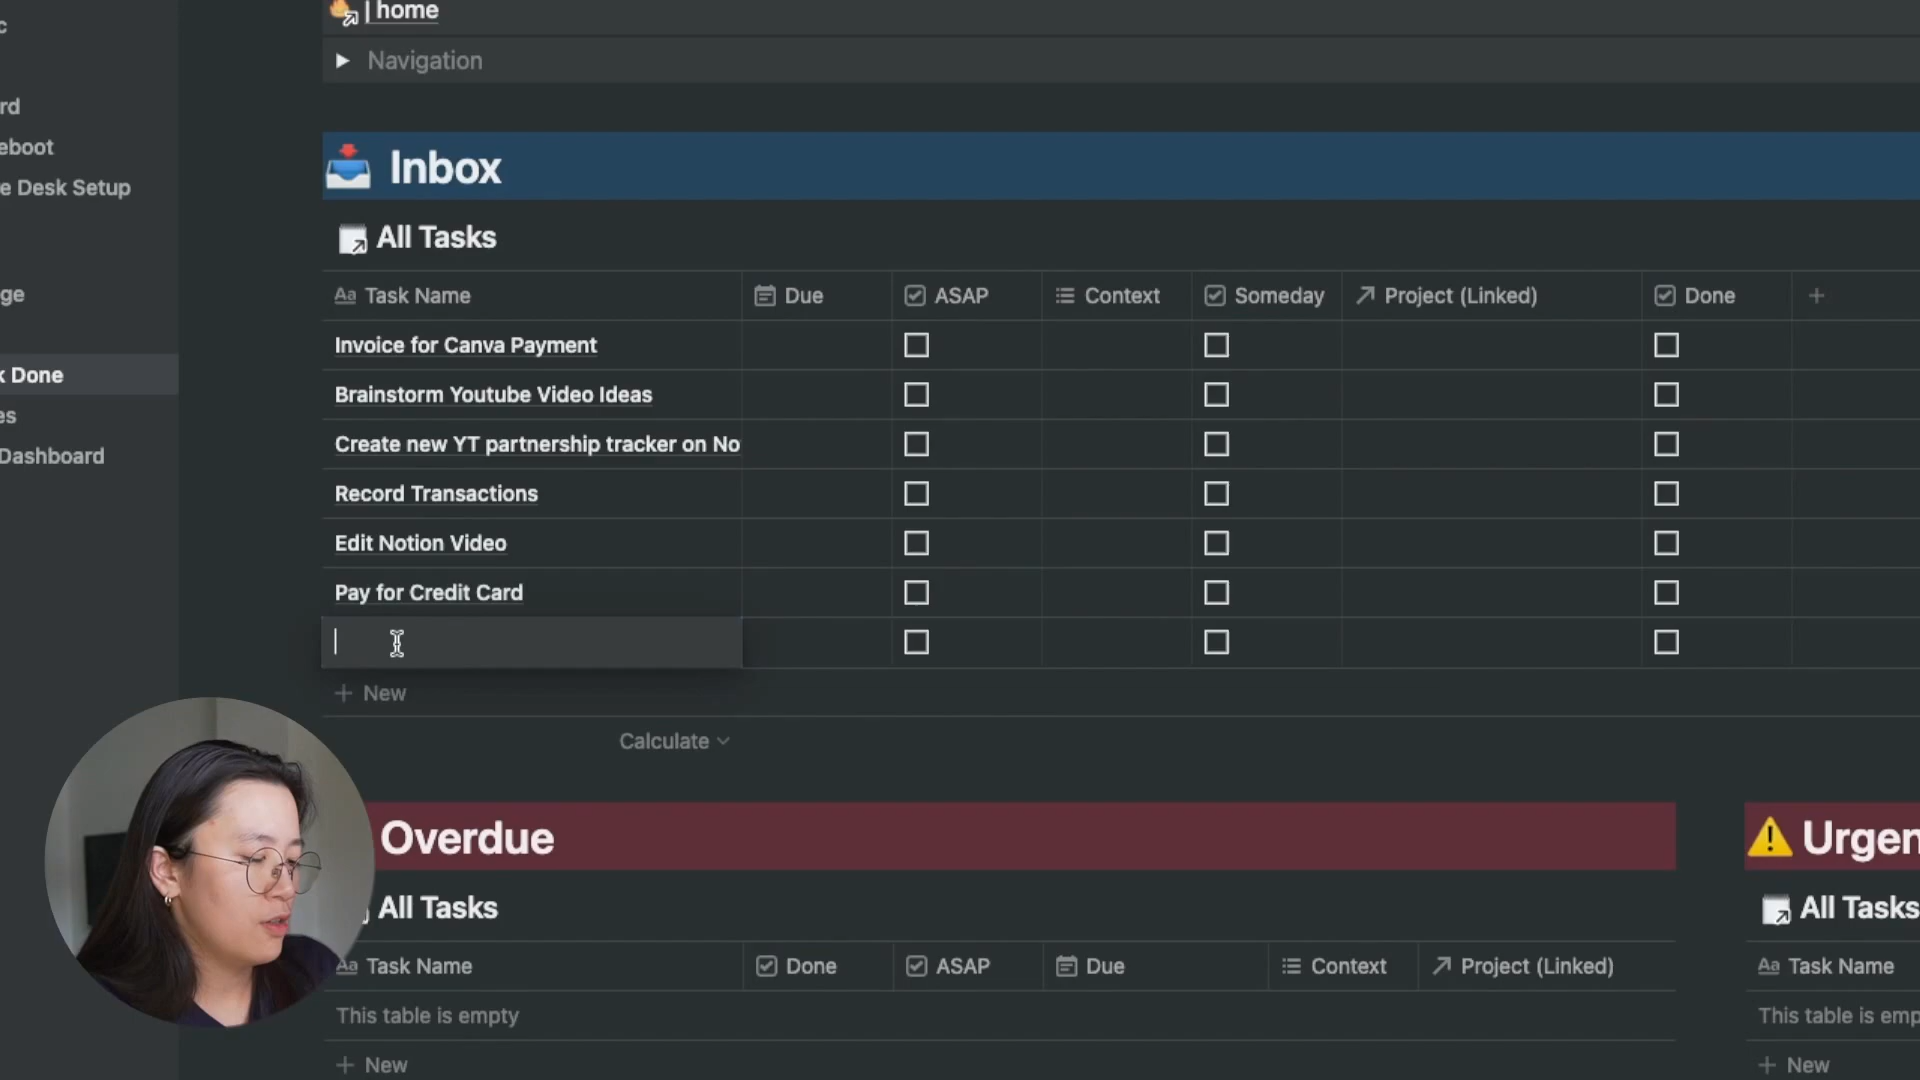 | home
Navigation
c
rd
eboot
e Desk Setup
ge
k Done
es
Dashboard
Inbox
All Tasks
Aa Task Name Due ASAP Context Someday Project (Linked) Done +
Invoice for Canva Payment
Brainstorm Youtube Video Ideas
Create new YT partnership tracker on No
Record Transactions
Edit Notion Video
Pay for Credit Card
+ New
Calculate
Overdue
All Tasks
Aa Task Name Done ASAP Due Context Project (Linked)
This table is empty
+ New
Urgen
All Tasks
Aa Task Name
This table is emp
+ New